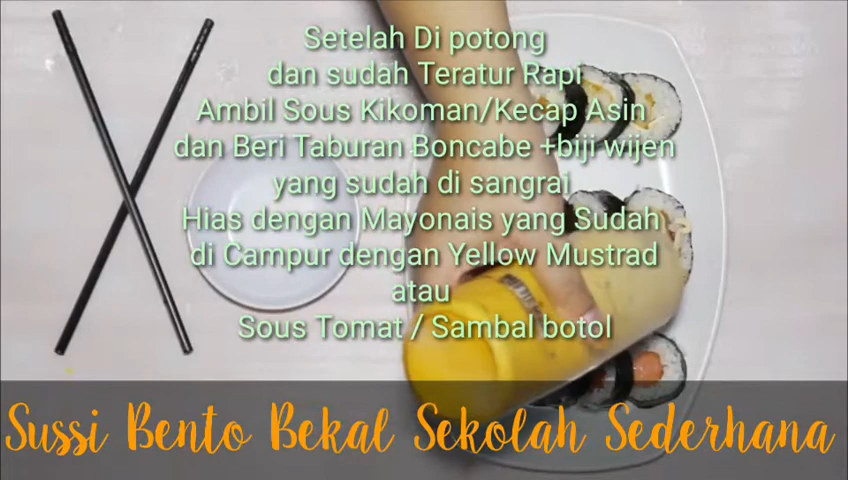 Setelah Di potong
dan sudah Teratur Rapi
Ambil Sous Kikoman/Kecap Asin
dan Beri Taburan Boncabe +biji wijen
yang sudah di sangrai
Hias dengan Mayonais yang Sudah
di Campur dengan Yellow Mustrad
atau
Sous Tomat / Sambal botol
Sussi Bento Bekal Sekolah Sederhana